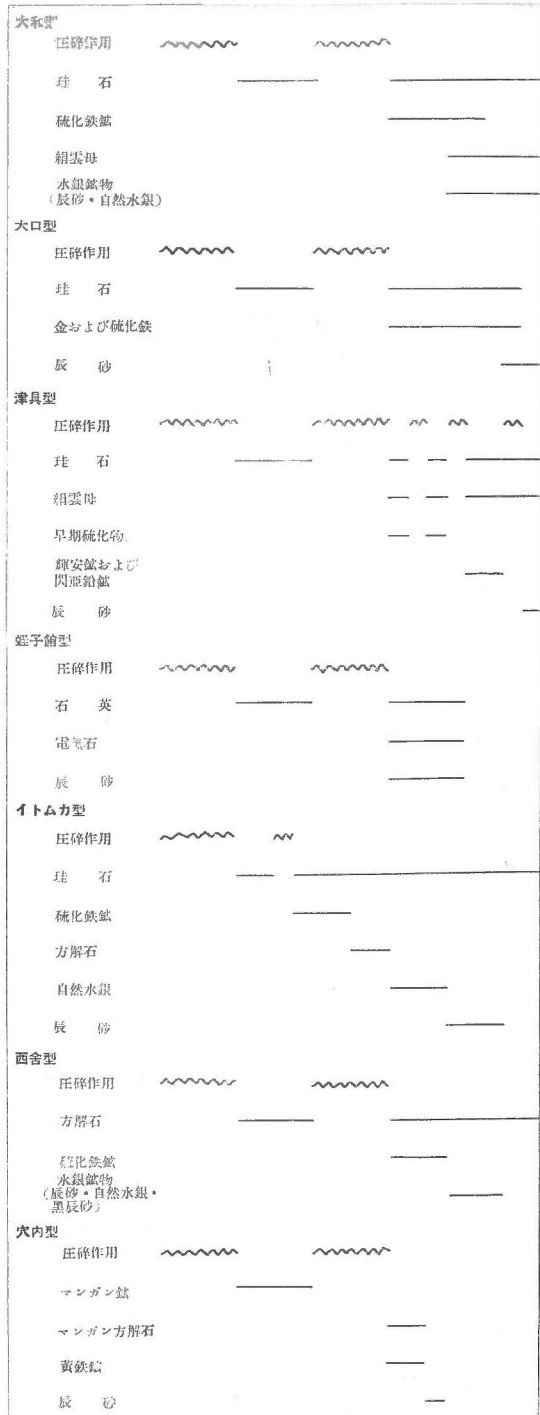 大和型
圧砕作用
珪 石
硫化鉄鉱
絹雲母
水銀鉱物
(辰砂・自然水銀)
大口型
圧砕作用
珪 石
金および硫化鉄
辰 砂
津具型
圧砕作用
珪 石
絹雲母
早期硫化物
輝安鉱および
閃亜鉛鉱
辰 砂
圧砕作用
石 英
電気石
辰 砂
イトムカ型
圧砕作用
珪 石
硫化鉄鉱
方解石
自然水銀
辰 砂
西舎型
圧砕作用
方解石
硫化鉄鉱
水銀鉱物
(辰砂・自然水銀・
黒辰砂)
穴内型
圧砕作用
マンガン鉱
マンガン方解石
黄鉄鉱
辰 砂